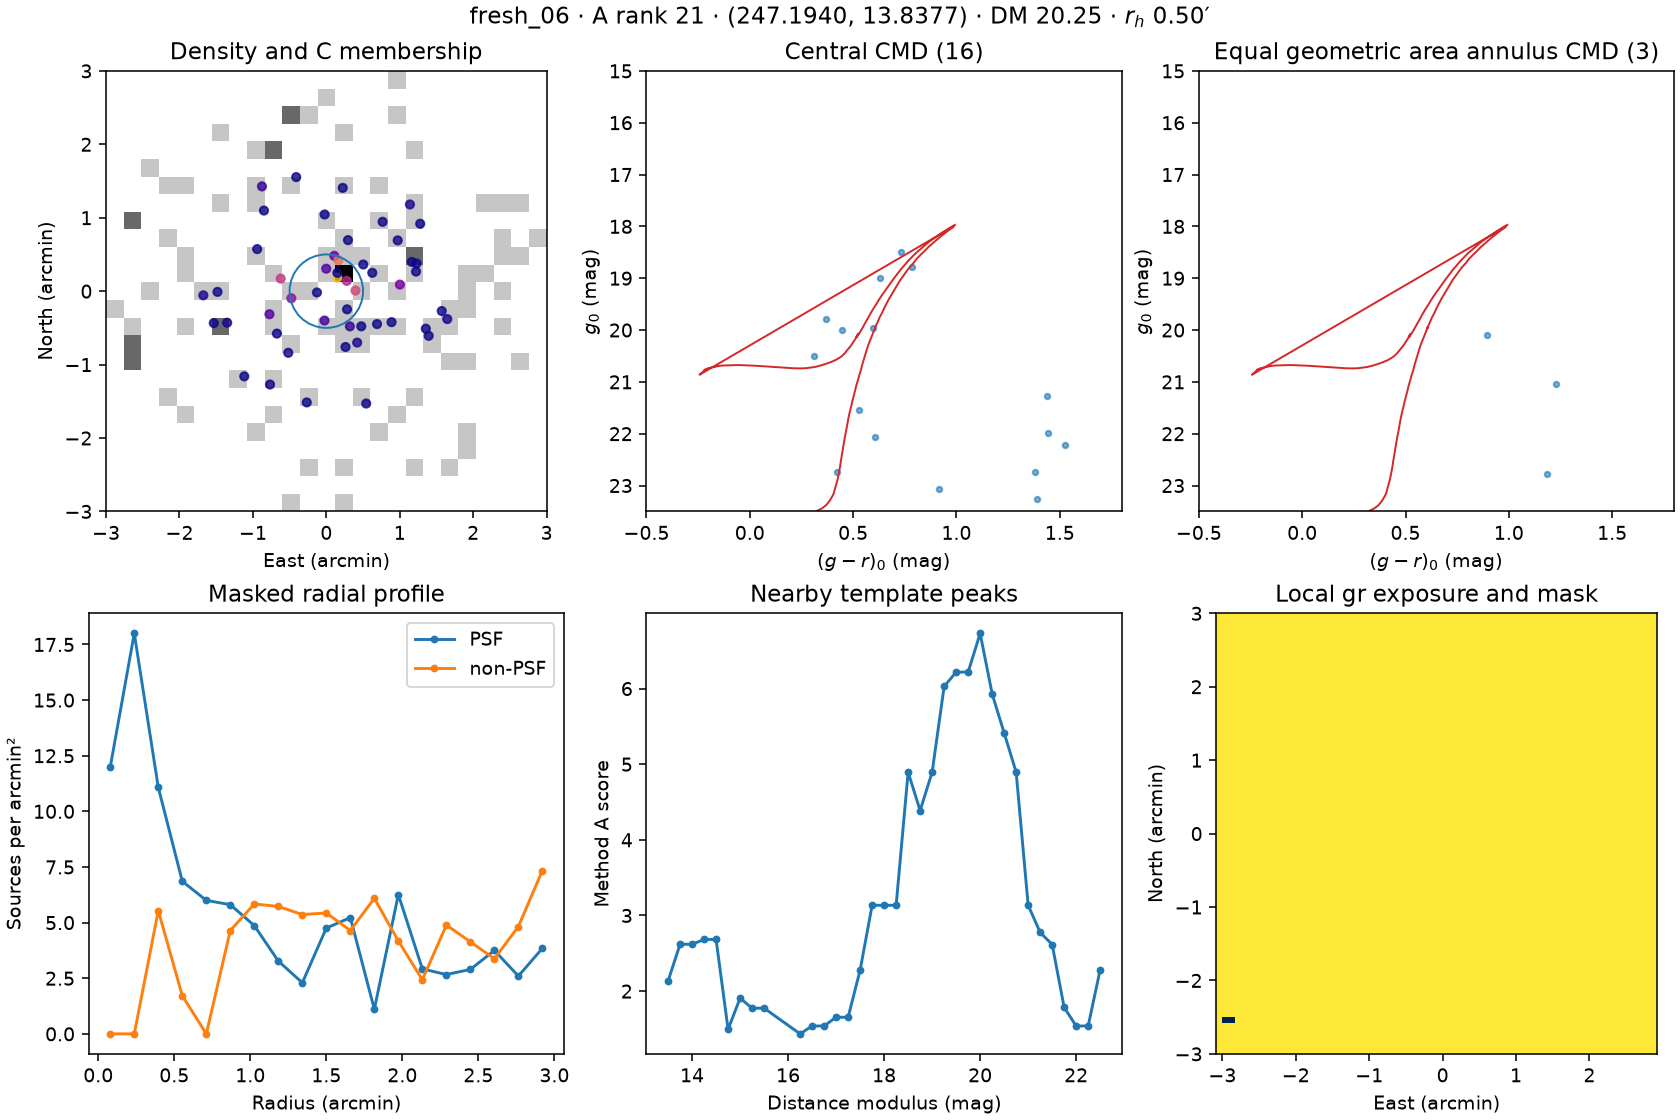 fresh_06 · A rank 21 · (247.1940, 13.8377) · DM 20.25 · rₕ 0.50′
Density and C membership
3
2
1
0
−1
−2
−3
−3 −2 −1 0 1 2 3
North (arcmin)
East (arcmin)
Central CMD (16)
15
16
17
18
19
20
21
22
23
−0.5 0.0 0.5 1.0 1.5
g₀ (mag)
(g − r)₀ (mag)
Equal geometric area annulus CMD (3)
15
16
17
18
19
20
21
22
23
−0.5 0.0 0.5 1.0 1.5
g₀ (mag)
(g − r)₀ (mag)
Masked radial profile
PSF
non-PSF
17.5
15.0
12.5
10.0
7.5
5.0
2.5
0.0
0.0 0.5 1.0 1.5 2.0 2.5 3.0
Sources per arcmin²
Radius (arcmin)
Nearby template peaks
6
5
4
3
2
14 16 18 20 22
Method A score
Distance modulus (mag)
Local gr exposure and mask
3
2
1
0
−1
−2
−3
−3 −2 −1 0 1 2
North (arcmin)
East (arcmin)